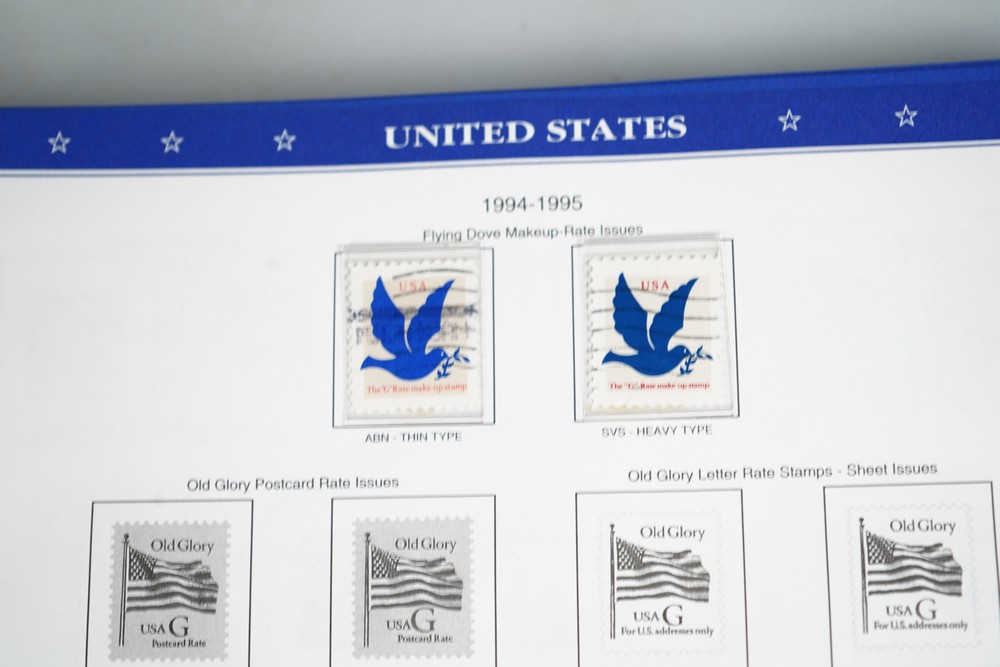 UNITED STATES
1994-1995
Flying Dove Makeup-Rate Issues
USA
The "G" Rate make-up stamp
USA
The "G" Rate make-up stamp
ABN - THIN TYPE
SVS - HEAVY TYPE
Old Glory Postcard Rate Issues
Old Glory Letter Rate Stamps - Sheet Issues
Old Glory
USA G
Postcard Rate
Old Glory
USA G
Postcard Rate
Old Glory
USA G
For U.S. addresses only
Old Glory
USA G
For U.S. addresses only